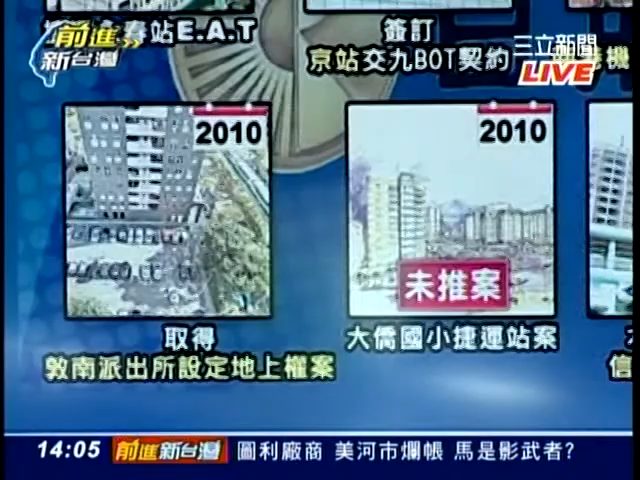 春站E.A.T
簽訂
京站交九BOT契約
前進
新台灣
三立新聞
LIVE
機
2010
2010
未推案
取得
敦南派出所設定地上權案
大僑國小捷運站案
信
14:05 前進新台灣 圖利廠商 美河市爛帳 馬是影武者?